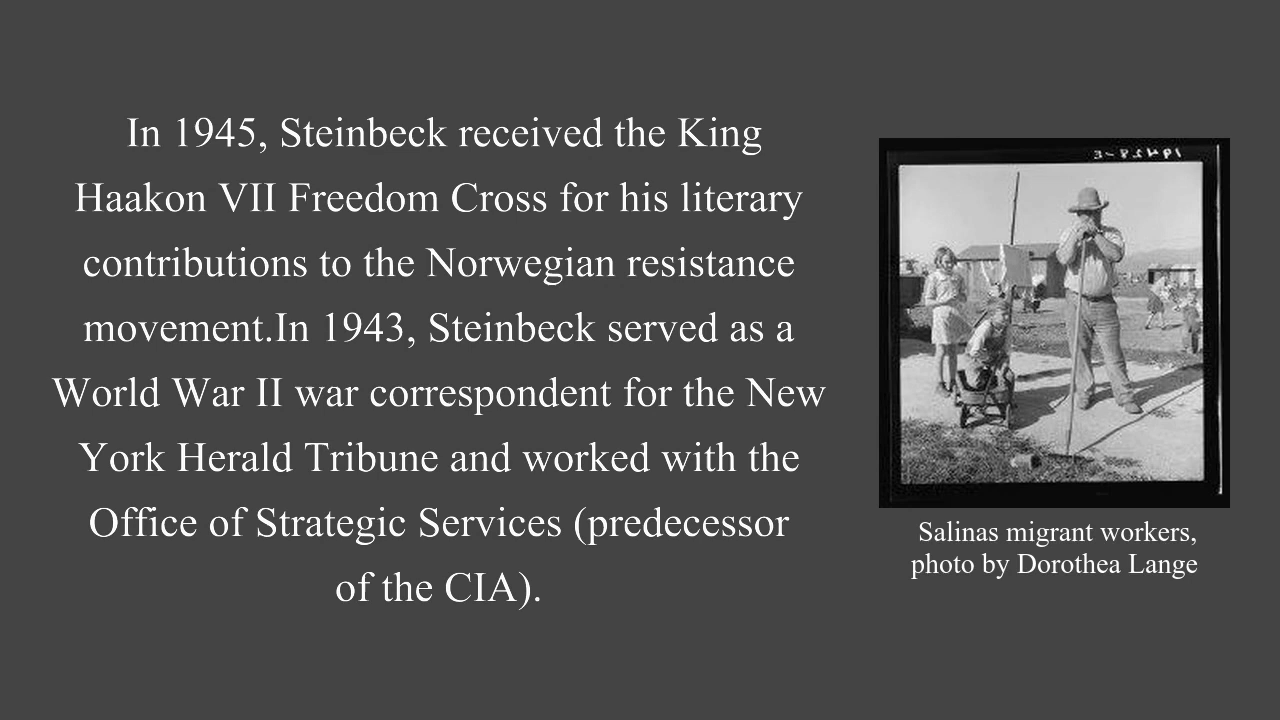 In 1945, Steinbeck received the King
Haakon VII Freedom Cross for his literary
contributions to the Norwegian resistance
movement.In 1943, Steinbeck served as a
World War II war correspondent for the New
York Herald Tribune and worked with the
Office of Strategic Services (predecessor
of the CIA).
Salinas migrant workers,
photo by Dorothea Lange